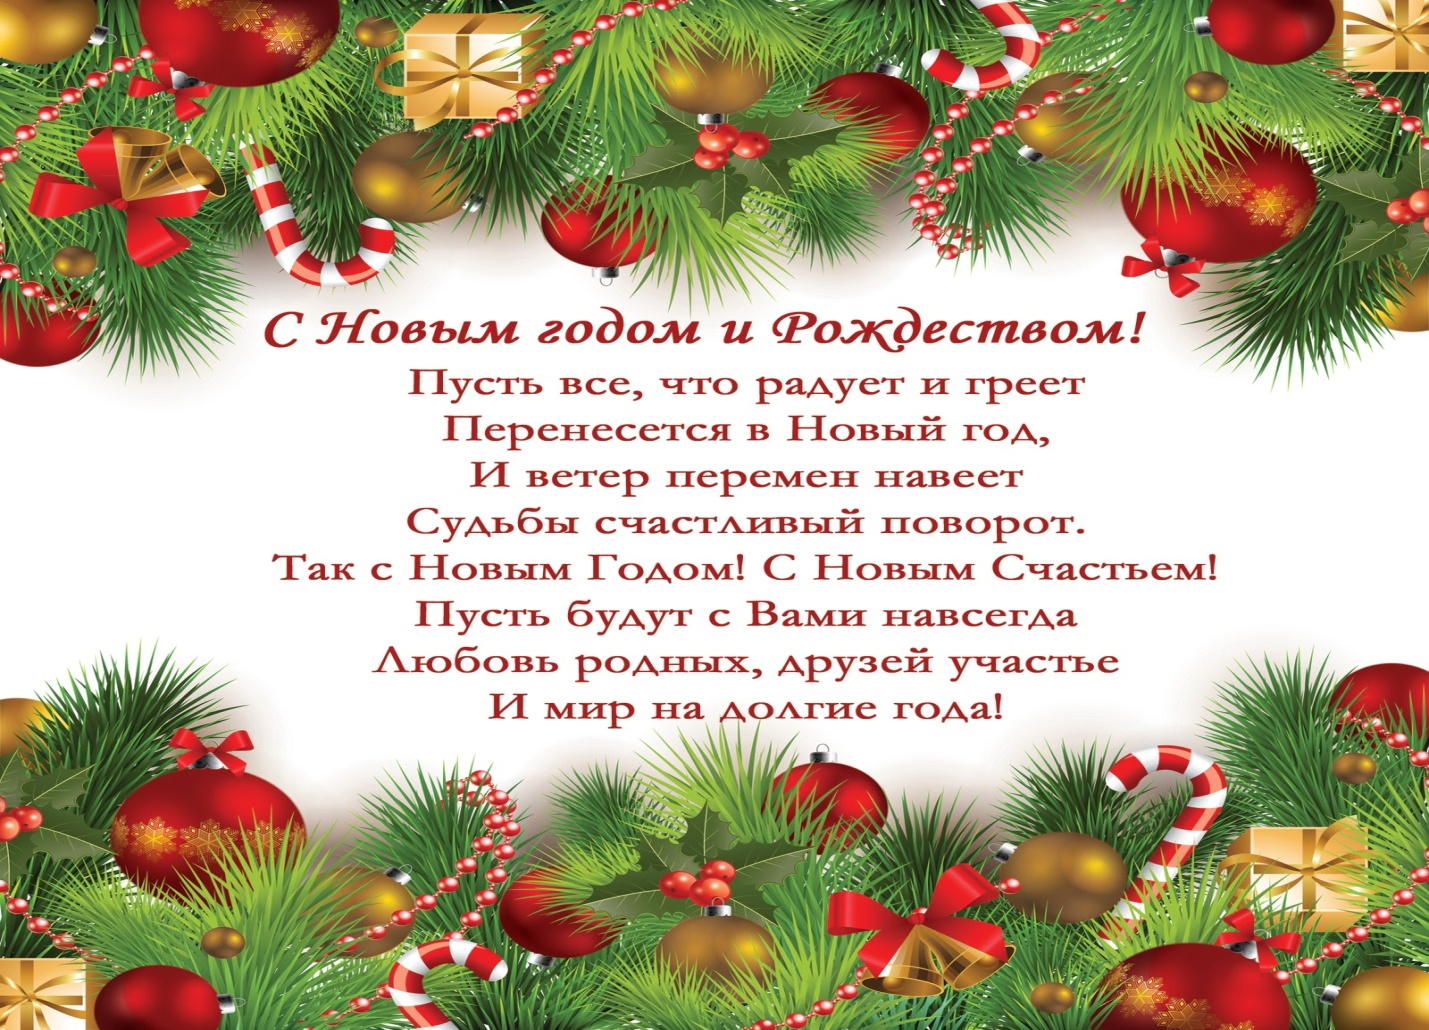 С Новым годом и Рождеством!
Пусть все, что радует и греет
Перенесется в Новый год,
И ветер перемен навеет
Судьбы счастливый поворот.
Так с Новым Годом! С Новым Счастьем!
Пусть будут с Вами навсегда
Любовь родных, друзей участье
И мир на долгие года!